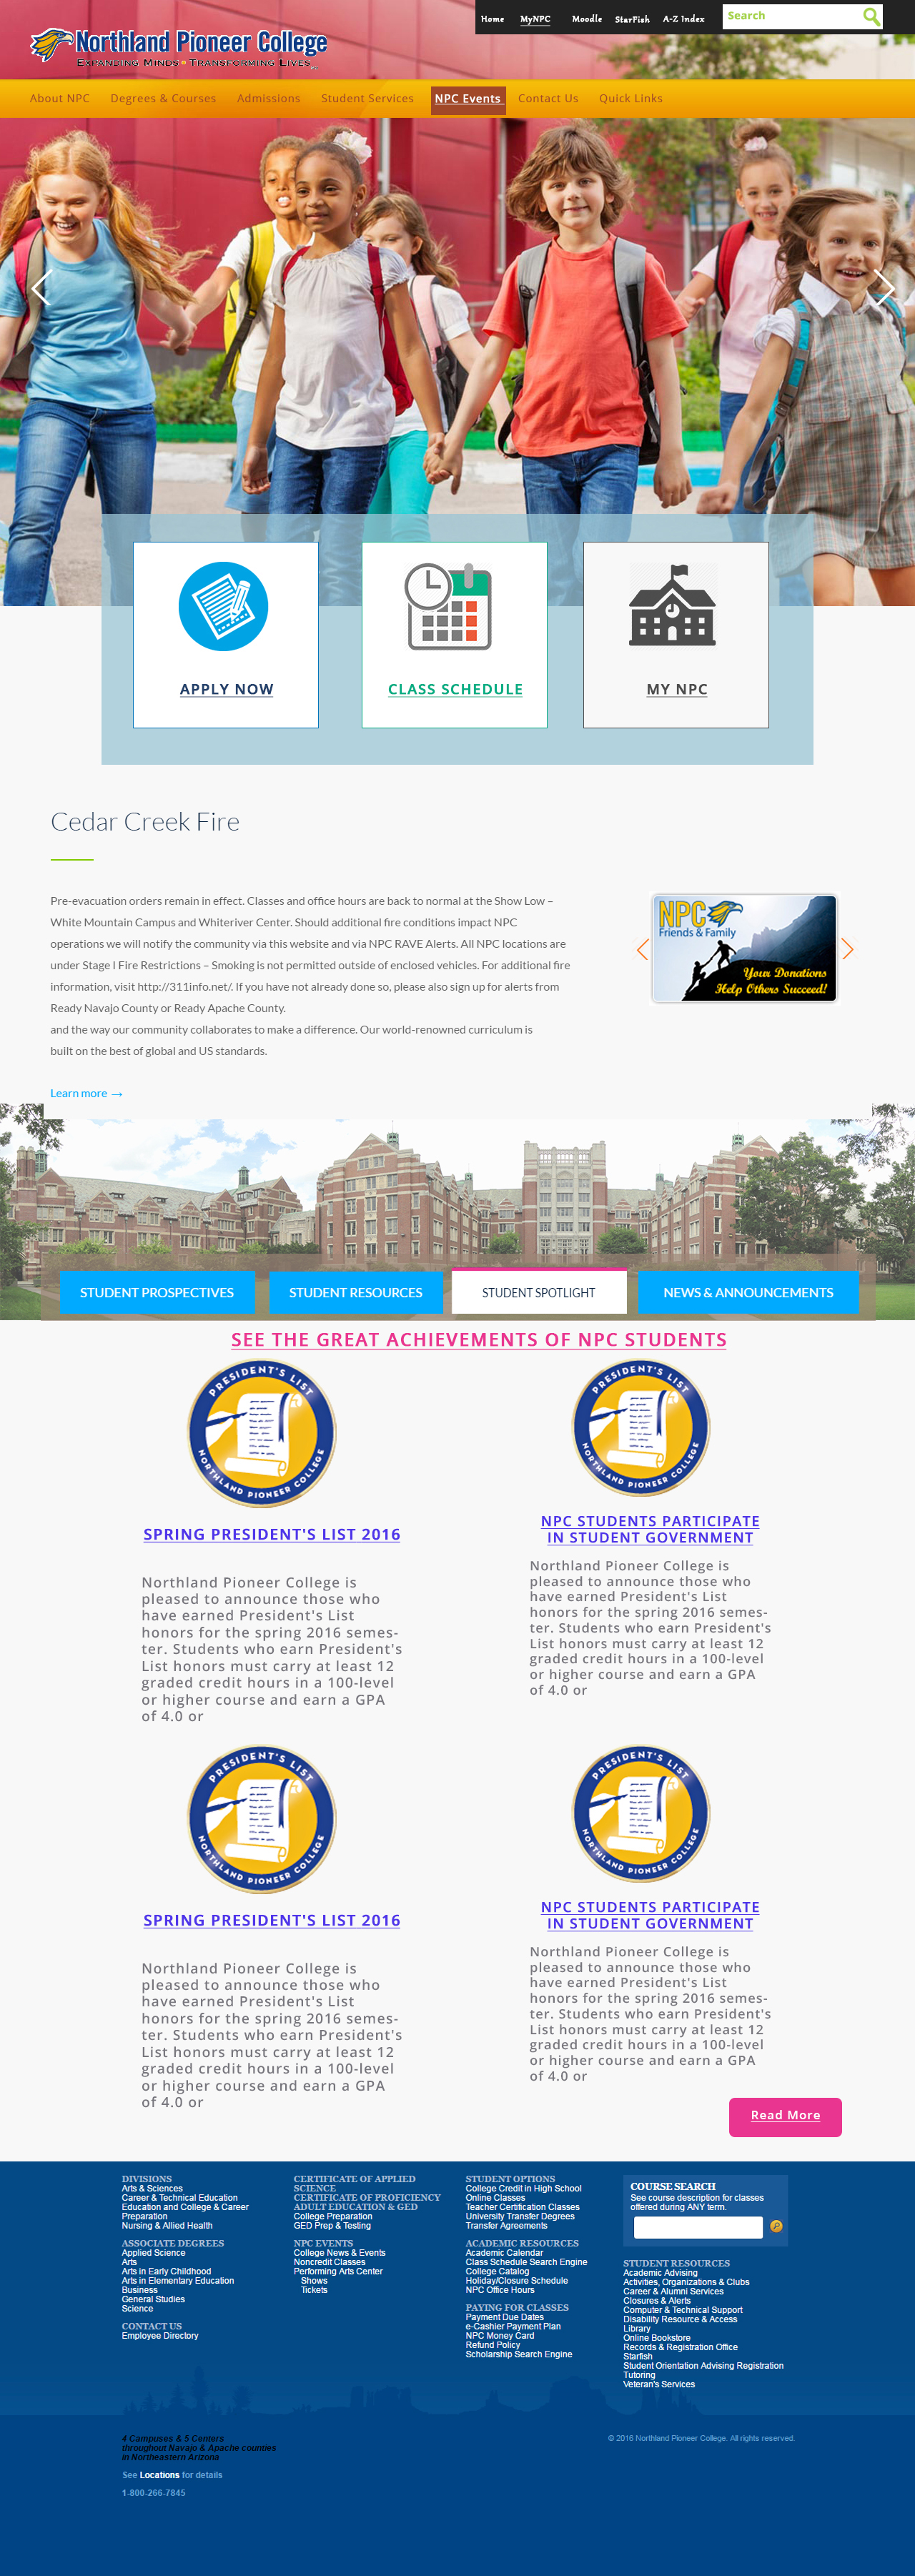 Home MyNPC Moodle StarFish A-Z Index Search
Northland Pioneer College
EXPANDING MINDS • TRANSFORMING LIVES
About NPC Degrees & Courses Admissions Student Services NPC Events Contact Us Quick Links
APPLY NOW
CLASS SCHEDULE
MY NPC
Cedar Creek Fire
Pre-evacuation orders remain in effect. Classes and office hours are back to normal at the Show Low –
White Mountain Campus and Whiteriver Center. Should additional fire conditions impact NPC
operations we will notify the community via this website and via NPC RAVE Alerts. All NPC locations are
under Stage I Fire Restrictions – Smoking is not permitted outside of enclosed vehicles. For additional fire
information, visit http://311info.net/. If you have not already done so, please also sign up for alerts from
Ready Navajo County or Ready Apache County.
and the way our community collaborates to make a difference. Our world-renowned curriculum is
built on the best of global and US standards.
Learn more →
NPC
Friends & Family
Your Donations
Help Others Succeed!
STUDENT PROSPECTIVES
STUDENT RESOURCES
STUDENT SPOTLIGHT
NEWS & ANNOUNCEMENTS
SEE THE GREAT ACHIEVEMENTS OF NPC STUDENTS
PRESIDENT'S LIST
NORTHLAND PIONEER COLLEGE
SPRING PRESIDENT'S LIST 2016
Northland Pioneer College is
pleased to announce those who
have earned President's List
honors for the spring 2016 semes-
ter. Students who earn President's
List honors must carry at least 12
graded credit hours in a 100-level
or higher course and earn a GPA
of 4.0 or
PRESIDENT'S LIST
NORTHLAND PIONEER COLLEGE
NPC STUDENTS PARTICIPATE
IN STUDENT GOVERNMENT
Northland Pioneer College is
pleased to announce those who
have earned President's List
honors for the spring 2016 semes-
ter. Students who earn President's
List honors must carry at least 12
graded credit hours in a 100-level
or higher course and earn a GPA
of 4.0 or
PRESIDENT'S LIST
NORTHLAND PIONEER COLLEGE
SPRING PRESIDENT'S LIST 2016
Northland Pioneer College is
pleased to announce those who
have earned President's List
honors for the spring 2016 semes-
ter. Students who earn President's
List honors must carry at least 12
graded credit hours in a 100-level
or higher course and earn a GPA
of 4.0 or
PRESIDENT'S LIST
NORTHLAND PIONEER COLLEGE
NPC STUDENTS PARTICIPATE
IN STUDENT GOVERNMENT
Northland Pioneer College is
pleased to announce those who
have earned President's List
honors for the spring 2016 semes-
ter. Students who earn President's
List honors must carry at least 12
graded credit hours in a 100-level
or higher course and earn a GPA
of 4.0 or
Read More
DIVISIONS
Arts & Sciences
Career & Technical Education
Education and College & Career
Preparation
Nursing & Allied Health
ASSOCIATE DEGREES
Applied Science
Arts
Arts in Early Childhood
Arts in Elementary Education
Business
General Studies
Science
CONTACT US
Employee Directory
CERTIFICATE OF APPLIED
SCIENCE
CERTIFICATE OF PROFICIENCY
ADULT EDUCATION & GED
College Preparation
GED Prep & Testing
NPC EVENTS
College News & Events
Noncredit Classes
Performing Arts Center
Shows
Tickets
STUDENT OPTIONS
College Credit in High School
Online Classes
Teacher Certification Classes
University Transfer Degrees
Transfer Agreements
ACADEMIC RESOURCES
Academic Calendar
Class Schedule Search Engine
College Catalog
Holiday/Closure Schedule
NPC Office Hours
PAYING FOR CLASSES
Payment Due Dates
e-Cashier Payment Plan
NPC Money Card
Refund Policy
Scholarship Search Engine
COURSE SEARCH
See course description for classes
offered during ANY term.
STUDENT RESOURCES
Academic Advising
Activities, Organizations & Clubs
Career & Alumni Services
Closures & Alerts
Computer & Technical Support
Disability Resource & Access
Library
Online Bookstore
Records & Registration Office
Starfish
Student Orientation Advising Registration
Tutoring
Veteran's Services
4 Campuses & 5 Centers
throughout Navajo & Apache counties
in Northeastern Arizona
See Locations for details
1-800-266-7845
© 2016 Northland Pioneer College. All rights reserved.